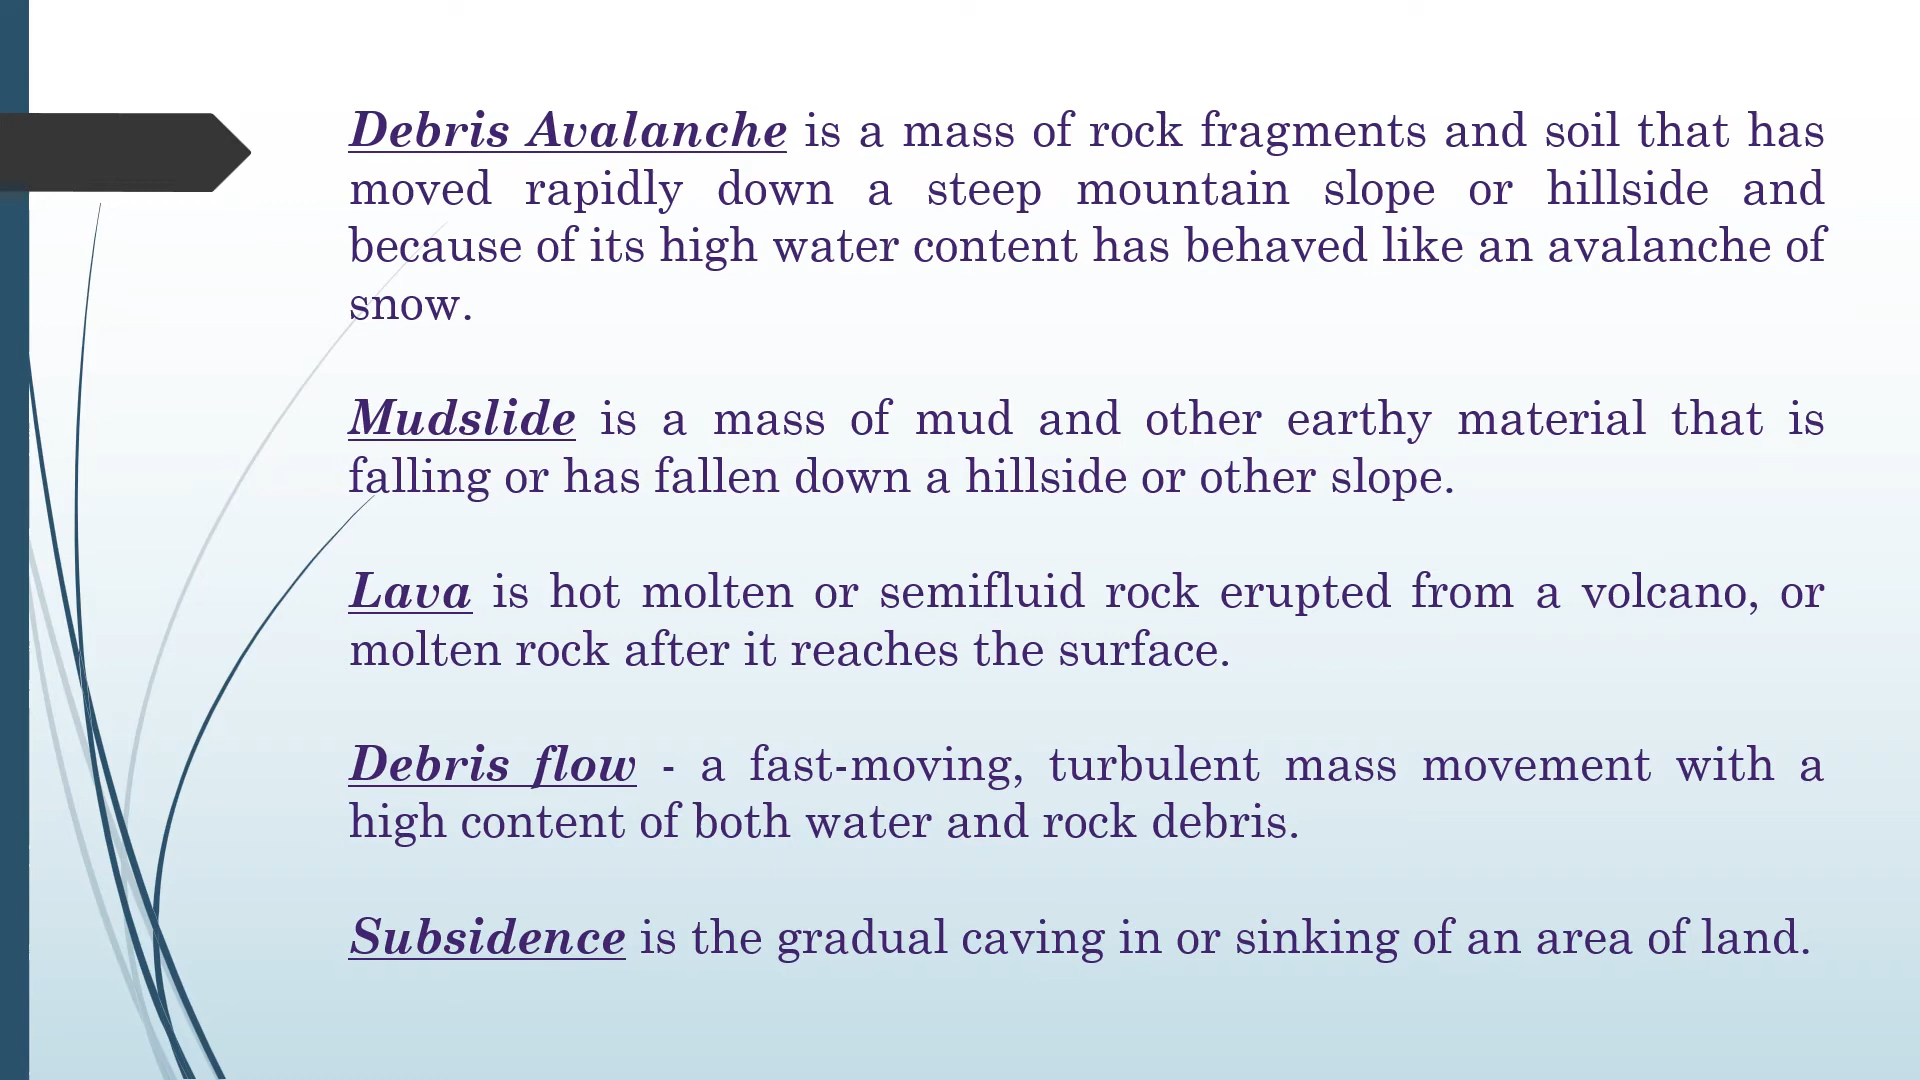 Debris Avalanche is a mass of rock fragments and soil that has
moved rapidly down a steep mountain slope or hillside and
because of its high water content has behaved like an avalanche of
snow.
Mudslide is a mass of mud and other earthy material that is
falling or has fallen down a hillside or other slope.
Lava is hot molten or semifluid rock erupted from a volcano, or
molten rock after it reaches the surface.
Debris flow - a fast-moving, turbulent mass movement with a
high content of both water and rock debris.
Subsidence is the gradual caving in or sinking of an area of land.